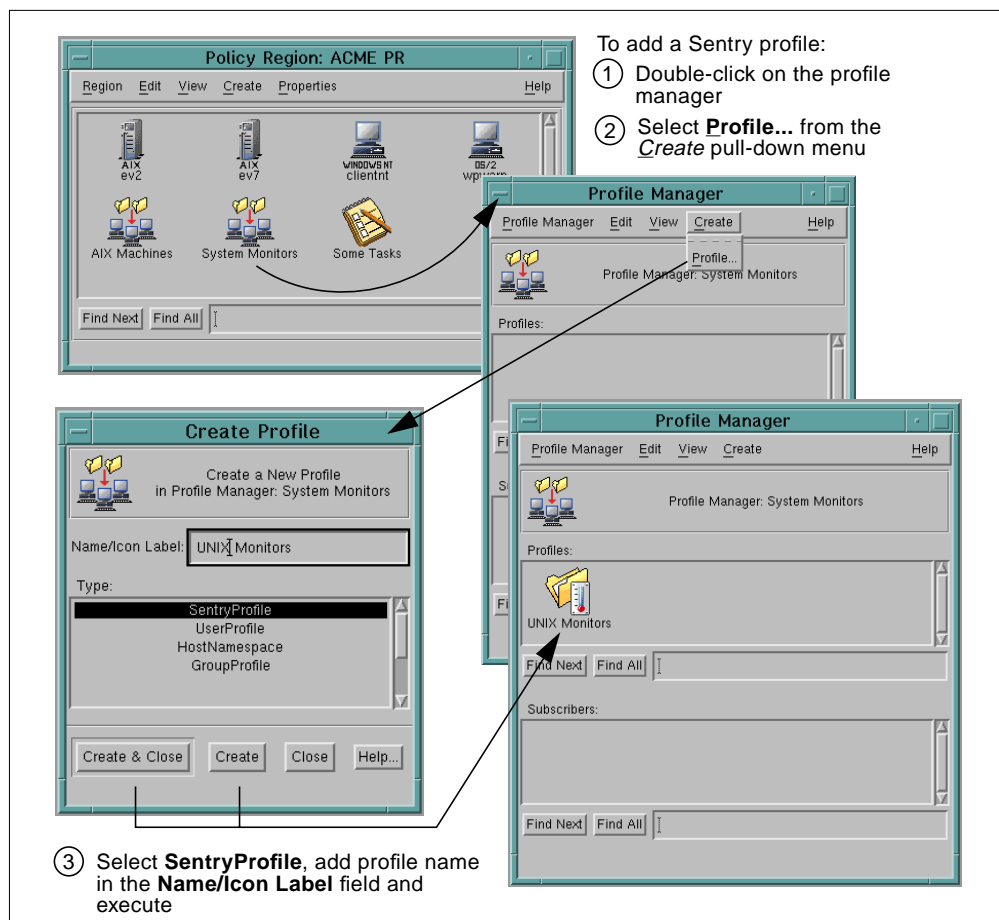 To add a Sentry profile:
1 Double-click on the profile
manager
2 Select Profile... from the
Create pull-down menu
Policy Region: ACME PR
Region Edit View Create Properties Help
AIX
ev2
AIX
ev7
WINDOWS NT
clientnt
OS/2
AIX Machines
System Monitors
Some Tasks
Find Next Find All
Profile Manager
Profile Manager Edit View Create Help
Profile...
Profile Manager: System Monitors
Profiles:
Create Profile
Create a New Profile
in Profile Manager: System Monitors
Name/Icon Label: UNIX Monitors
Type:
SentryProfile
UserProfile
HostNamespace
GroupProfile
Create & Close Create Close Help...
Profile Manager
Profile Manager Edit View Create Help
Profile Manager: System Monitors
Profiles:
UNIX Monitors
Find Next Find All
Subscribers:
Find Next Find All
3 Select SentryProfile, add profile name
in the Name/Icon Label field and
execute